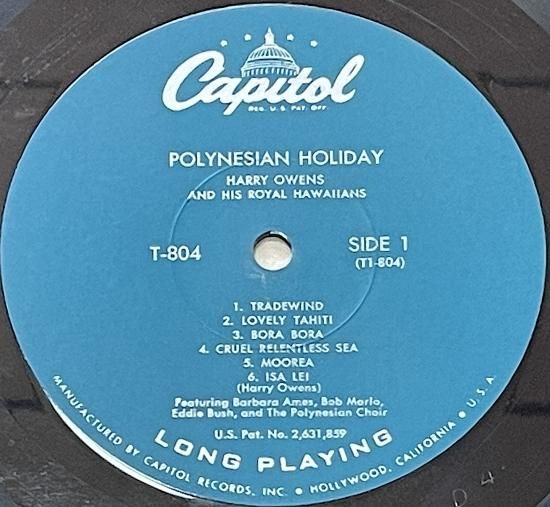 Capitol
REG. U.S. PAT. OFF.
POLYNESIAN HOLIDAY
HARRY OWENS
AND HIS ROYAL HAWAIIANS
T-804
SIDE 1
(T1-804)
1. TRADEWIND
2. LOVELY TAHITI
3. BORA BORA
4. CRUEL RELENTLESS SEA
5. MOOREA
6. ISA LEI
(Harry Owens)
Featuring Barbara Ames, Bob Marlo,
Eddie Bush, and The Polynesian Choir
U.S. Pat. No. 2,631,859
LONG PLAYING
MANUFACTURED BY CAPITOL RECORDS, INC. • HOLLYWOOD, CALIFORNIA • U.S.A.
D 4